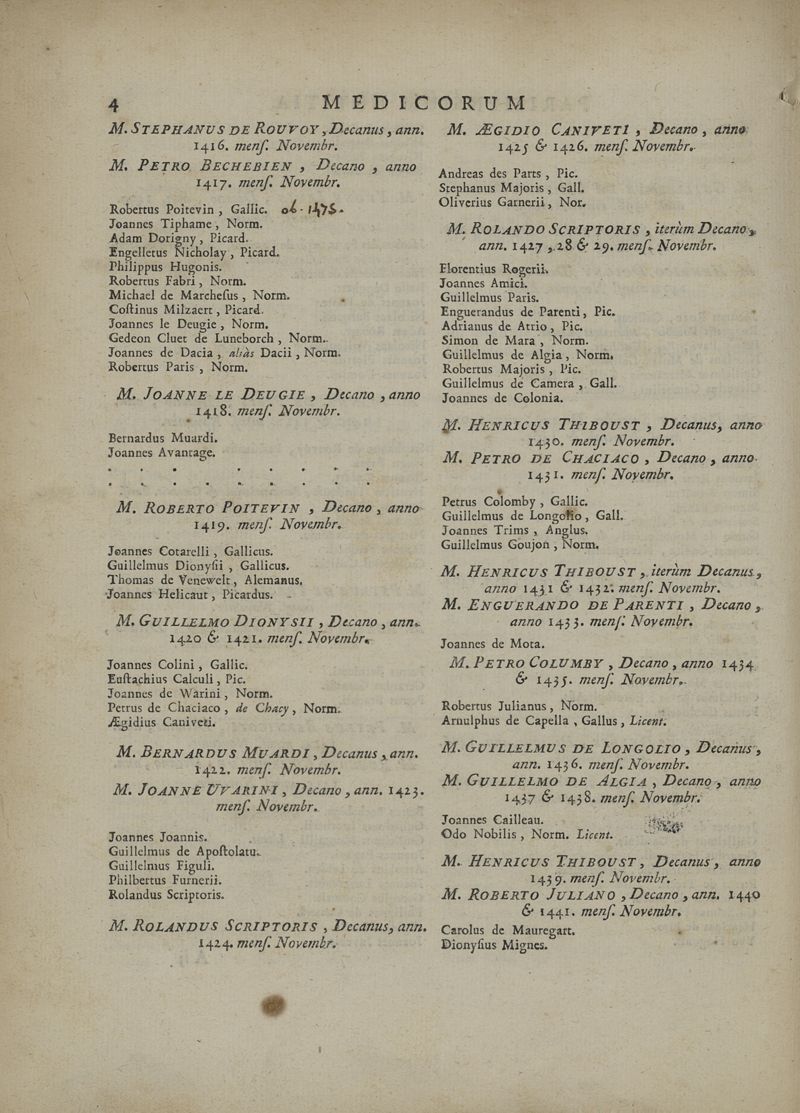 4 MEDICORUM
M. STEPHANUS DE ROUVOY, Decanus, ann.
1416. menſ. Novembr.
M. PETRO BECHEBIEN, Decano, anno
1417. menſ. Novembr.
Robertus Poitevin, Gallic.
Joannes Tiphame, Norm.
Adam Dorigny, Picard.
Engelletus Nicholay, Picard.
Philippus Hugonis.
Robertus Fabri, Norm.
Michael de Marcheſus, Norm.
Coſtinus Milzaert, Picard.
Joannes le Deugie, Norm.
Gedeon Cluet de Luneborch, Norm.
Joannes de Dacia, aliàs Dacii, Norm.
Robertus Paris, Norm.
M. JOANNE LE DEUGIE, Decano, anno
1418. menſ. Novembr.
Bernardus Muardi.
Joannes Avantage.
. . . . . . . .
. . . . . . . .
M. ROBERTO POITEVIN, Decano, anno
1419. menſ. Novembr.
Joannes Cotarelli, Gallicus.
Guillelmus Dionyſii, Gallicus.
Thomas de Venewelt, Alemanus.
Joannes Helicaut, Picardus.
M. GUILLELMO DIONYSII, Decano, ann.
1420 & 1421. menſ. Novembr.
Joannes Colini, Gallic.
Euſtachius Calculi, Pic.
Joannes de Warini, Norm.
Petrus de Chaciaco, de Chacy, Norm.
Ægidius Caniveti.
M. BERNARDUS MUARDI, Decanus, ann.
1422. menſ. Novembr.
M. JOANNE UVARINI, Decano, ann. 1423.
menſ. Novembr.
Joannes Joannis.
Guillelmus de Apoſtolatu.
Guillelmus Figuli.
Philbertus Furnerii.
Rolandus Scriptoris.
M. ROLANDUS SCRIPTORIS, Decanus, ann.
1424. menſ. Novembr.
M. ÆGIDIO CANIVETI, Decano, anno
1425 & 1426. menſ. Novembr.
Andreas des Parts, Pic.
Stephanus Majoris, Gall.
Oliverius Garnerii, Nor.
M. ROLANDO SCRIPTORIS, iterùm Decano,
ann. 1427, 28 & 29. menſ. Novembr.
Florentius Rogerii.
Joannes Amici.
Guillelmus Paris.
Enguerandus de Parenti, Pic.
Adrianus de Atrio, Pic.
Simon de Mara, Norm.
Guillelmus de Algia, Norm.
Robertus Majoris, Pic.
Guillelmus de Camera, Gall.
Joannes de Colonia.
M. HENRICUS THIBOUST, Decanus, anno
1430. menſ. Novembr.
M. PETRO DE CHACIACO, Decano, anno
1431. menſ. Novembr.
Petrus Colomby, Gallic.
Guillelmus de Longolio, Gall.
Joannes Trims, Anglus.
Guillelmus Goujon, Norm.
M. HENRICUS THIBOUST, iterùm Decanus,
anno 1431 & 1432. menſ. Novembr.
M. ENGUERANDO DE PARENTI, Decano,
anno 1433. menſ. Novembr.
Joannes de Mota.
M. PETRO COLUMBY, Decano, anno 1434
& 1435. menſ. Novembr.
Robertus Julianus, Norm.
Arnulphus de Capella, Gallus, Licent.
M. GUILLELMUS DE LONGOLIO, Decanus,
ann. 1436. menſ. Novembr.
M. GUILLELMO DE ALGIA, Decano, anno
1437 & 1438. menſ. Novembr.
Joannes Cailleau.
Odo Nobilis, Norm. Licent.
M. HENRICUS THIBOUST, Decanus, anno
1439. menſ. Novembr.
M. ROBERTO JULIANO, Decano, ann. 1440
& 1441. menſ. Novembr.
Carolus de Mauregart.
Dionyſius Mignes.